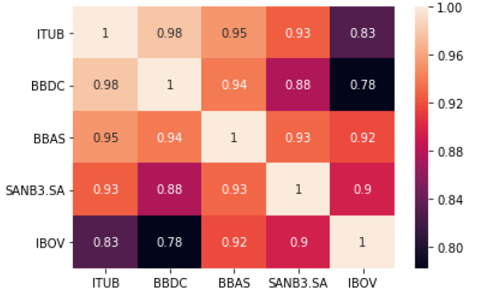 ITUB 1 0.98 0.95 0.93 0.83
BBDC 0.98 1 0.94 0.88 0.78
BBAS 0.95 0.94 1 0.93 0.92
SANB3.SA 0.93 0.88 0.93 1 0.9
IBOV 0.83 0.78 0.92 0.9 1
ITUB BBDC BBAS SANB3.SA IBOV
1.00
0.96
0.92
0.88
0.84
0.80